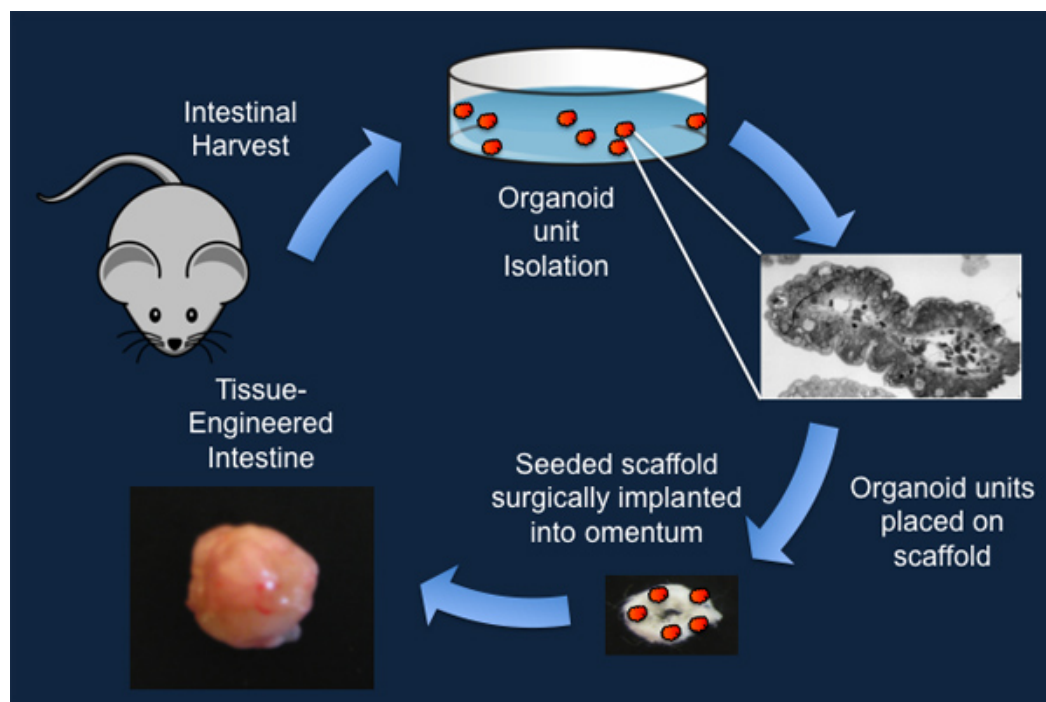 Intestinal
Harvest
Organoid
unit
Isolation
Organoid units
placed on
scaffold
Seeded scaffold
surgically implanted
into omentum
Tissue-
Engineered
Intestine